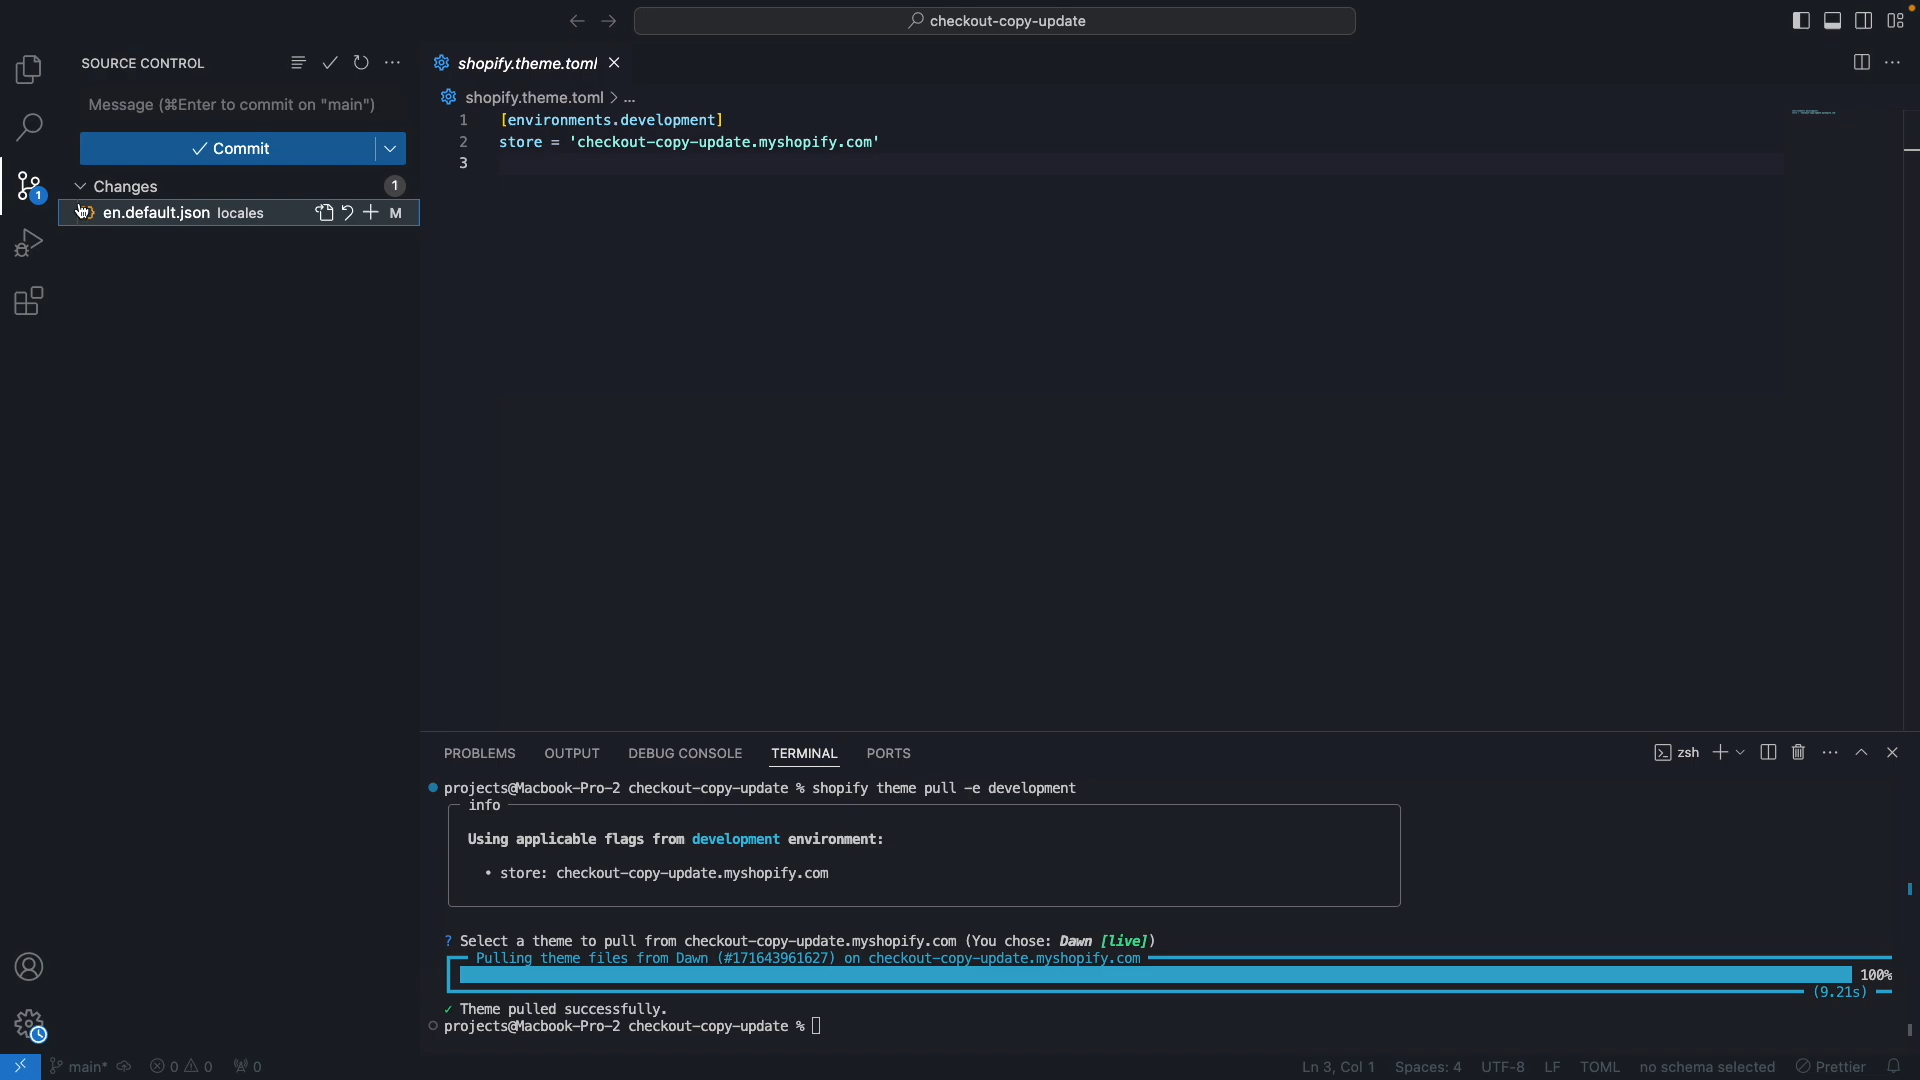 checkout-copy-update
SOURCE CONTROL
Message (⌘Enter to commit on "main")
Commit
Changes
1
en.default.json locales
M
1
shopify.theme.toml
shopify.theme.toml > ...
1 [environments.development]
2 store = 'checkout-copy-update.myshopify.com'
3
PROBLEMS OUTPUT DEBUG CONSOLE TERMINAL PORTS
zsh
projects@Macbook-Pro-2 checkout-copy-update % shopify theme pull -e development
info
Using applicable flags from development environment:
• store: checkout-copy-update.myshopify.com
? Select a theme to pull from checkout-copy-update.myshopify.com (You chose: Dawn [live])
Pulling theme files from Dawn (#171643961627) on checkout-copy-update.myshopify.com
100%
(9.21s)
✓ Theme pulled successfully.
projects@Macbook-Pro-2 checkout-copy-update %
main* 0 0 0
Ln 3, Col 1 Spaces: 4 UTF-8 LF TOML no schema selected Prettier